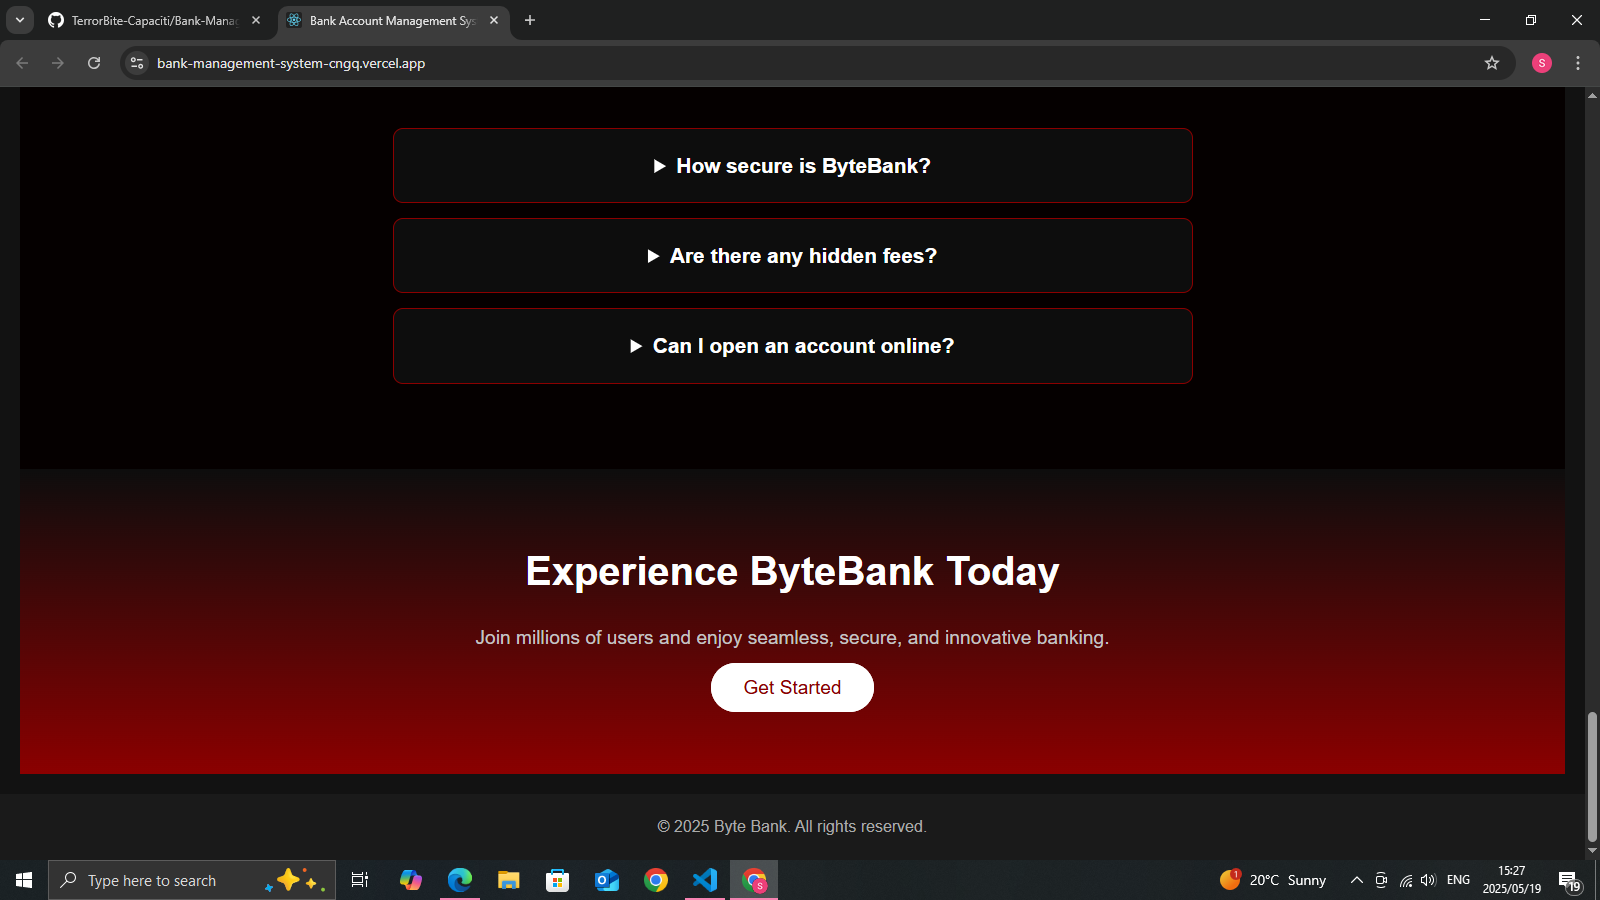 TerrorBite-Capaciti/Bank-Manag
Bank Account Management Sys
bank-management-system-cngq.vercel.app
S
▶ How secure is ByteBank?
▶ Are there any hidden fees?
▶ Can I open an account online?
Experience ByteBank Today
Join millions of users and enjoy seamless, secure, and innovative banking.
Get Started
© 2025 Byte Bank. All rights reserved.
Type here to search
S
1
20°C Sunny
ENG
15:27
2025/05/19
19